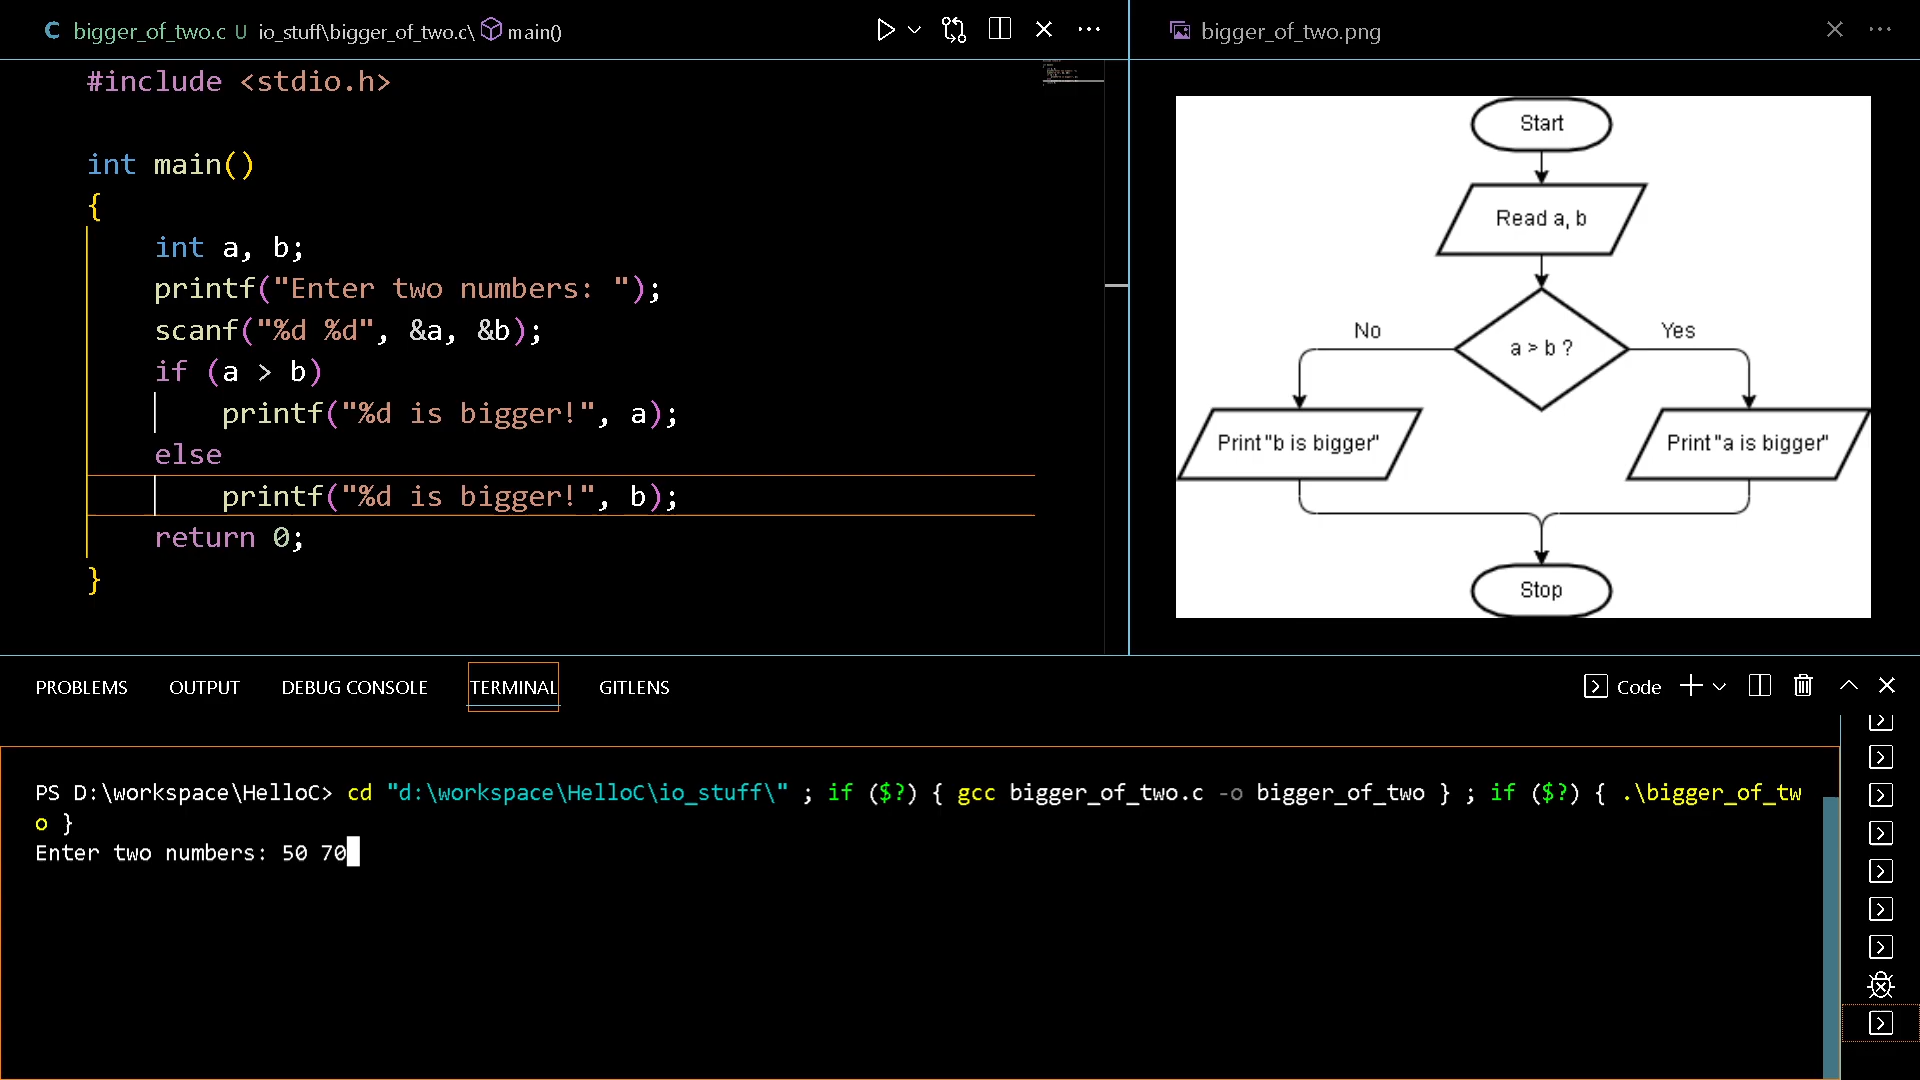 bigger_of_two.c U io_stuff\bigger_of_two.c\ main()
#include <stdio.h>
int main()
{
int a, b;
printf("Enter two numbers: ");
scanf("%d %d", &a, &b);
if (a > b)
printf("%d is bigger!", a);
else
printf("%d is bigger!", b);
return 0;
}
bigger_of_two.png
Start
Read a, b
a > b ?
No
Yes
Print "b is bigger"
Print "a is bigger"
Stop
PROBLEMS OUTPUT DEBUG CONSOLE TERMINAL GITLENS
Code
PS D:\workspace\HelloC> cd "d:\workspace\HelloC\io_stuff\" ; if ($?) { gcc bigger_of_two.c -o bigger_of_two } ; if ($?) { .\bigger_of_tw
o }
Enter two numbers: 50 70